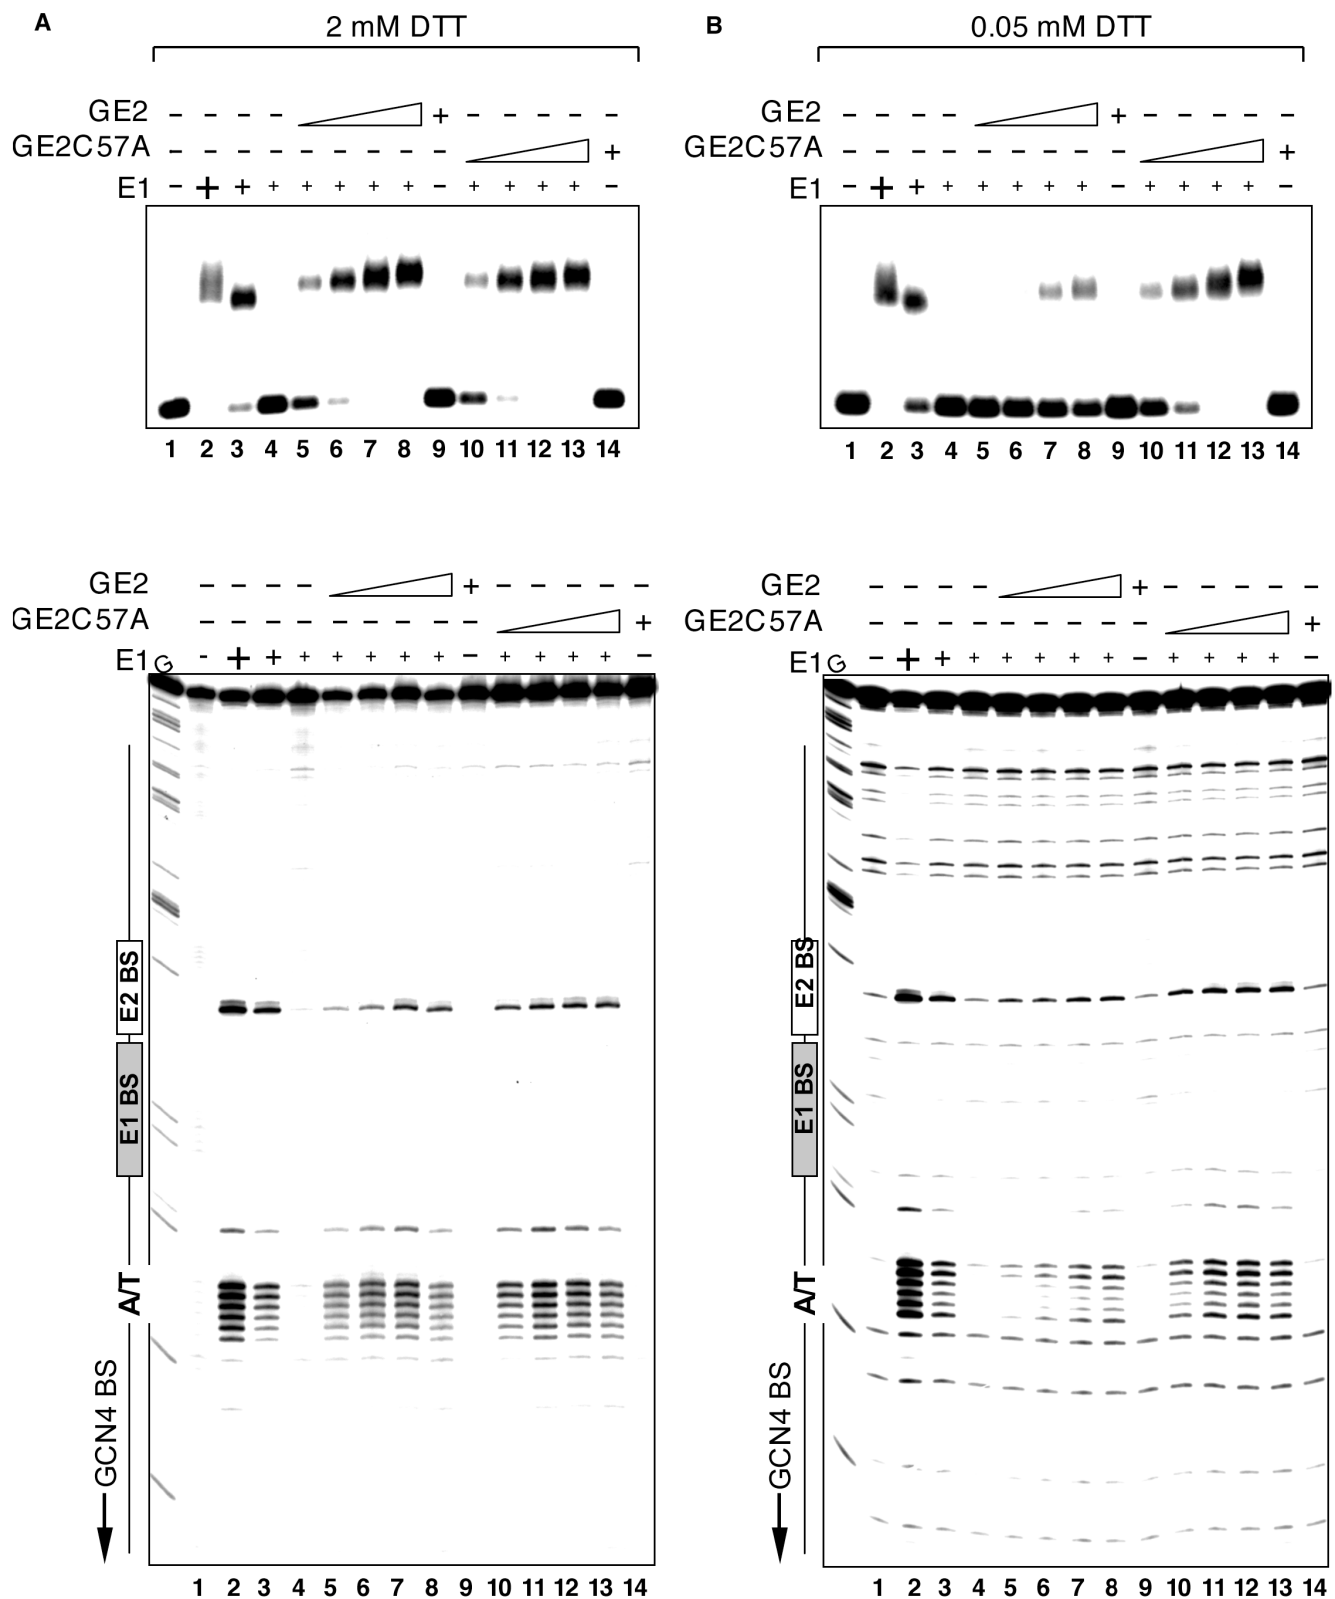 A
2 mM DTT
GE2 – – – – + – – – – –
GE2C57A – – – – – – – – – +
E1 – + + + + + + + – + + + + –
1 2 3 4 5 6 7 8 9 10 11 12 13 14
B
0.05 mM DTT
GE2 – – – – + – – – – –
GE2C57A – – – – – – – – – +
E1 – + + + + + + + – + + + + –
1 2 3 4 5 6 7 8 9 10 11 12 13 14
GE2 – – – – + – – – – –
GE2C57A – – – – – – – – – +
E1 G - + + + + + + + – + + + + –
E2 BS
E1 BS
A/T
GCN4 BS
1 2 3 4 5 6 7 8 9 10 11 12 13 14
GE2 – – – – + – – – – –
GE2C57A – – – – – – – – – +
E1 G – + + + + + + + – + + + + –
E2 BS
E1 BS
A/T
GCN4 BS
1 2 3 4 5 6 7 8 9 10 11 12 13 14